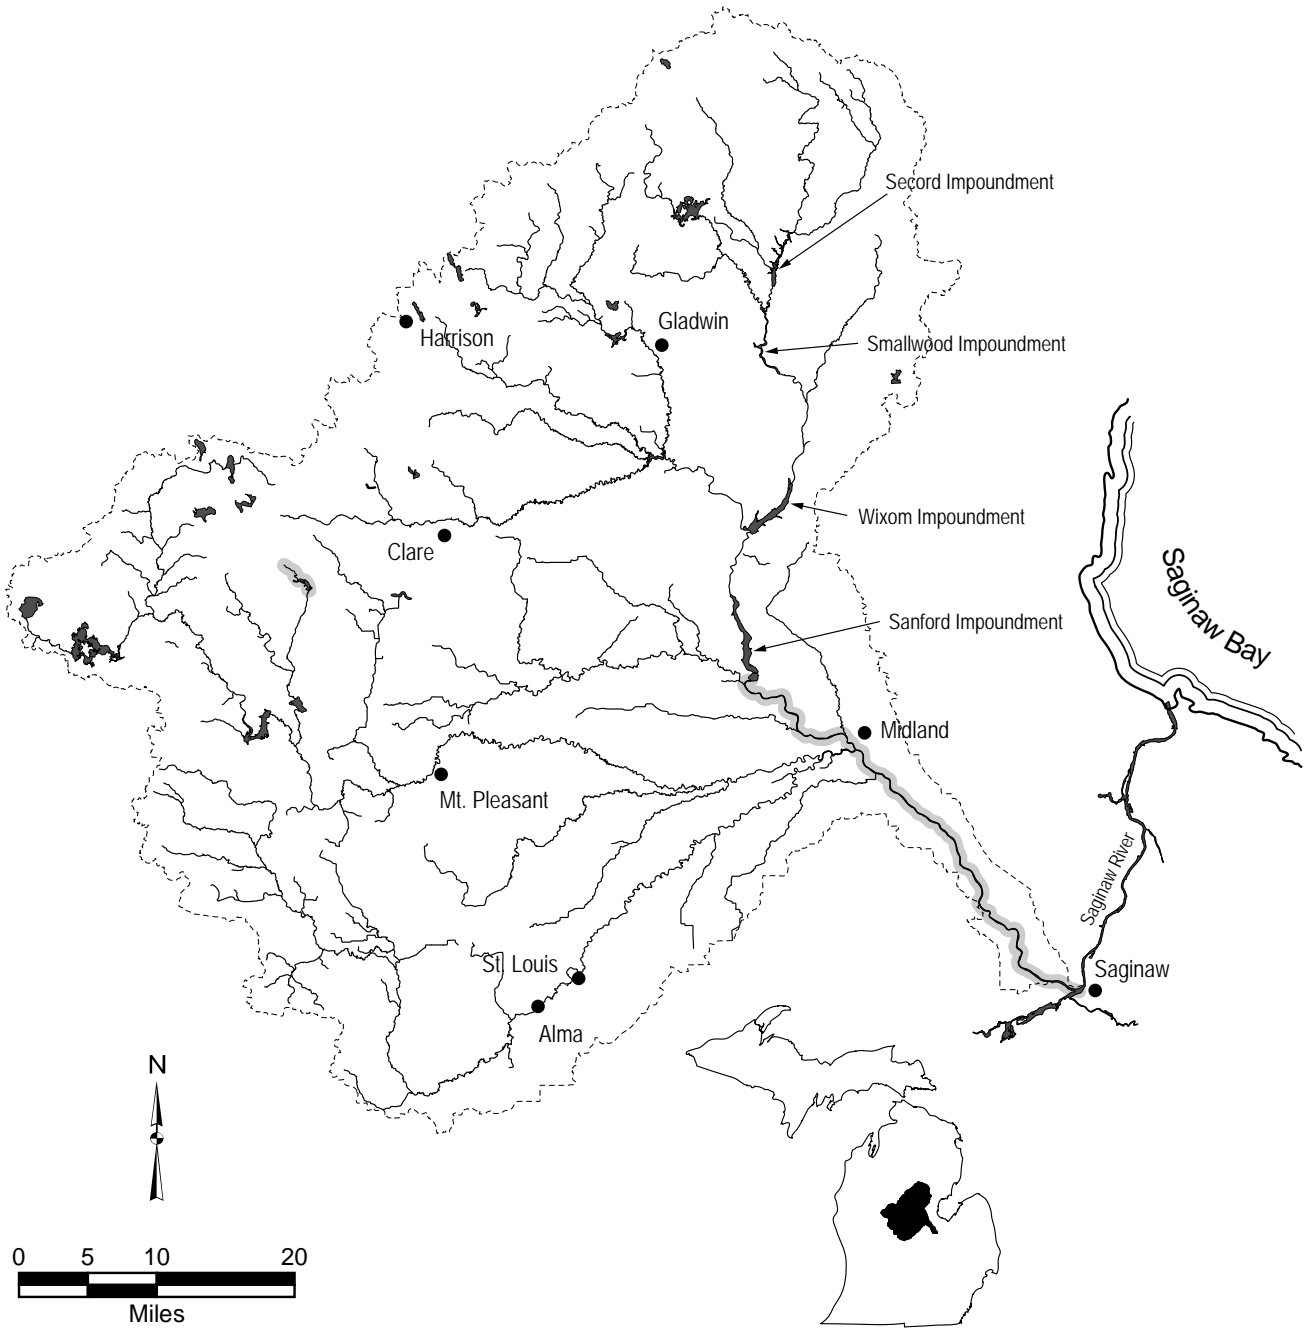 Secord Impoundment
Gladwin
Harrison
Smallwood Impoundment
Wixom Impoundment
Clare
Saginaw Bay
Sanford Impoundment
Midland
Mt. Pleasant
Saginaw River
St. Louis
Saginaw
Alma
N
0 5 10 20
Miles